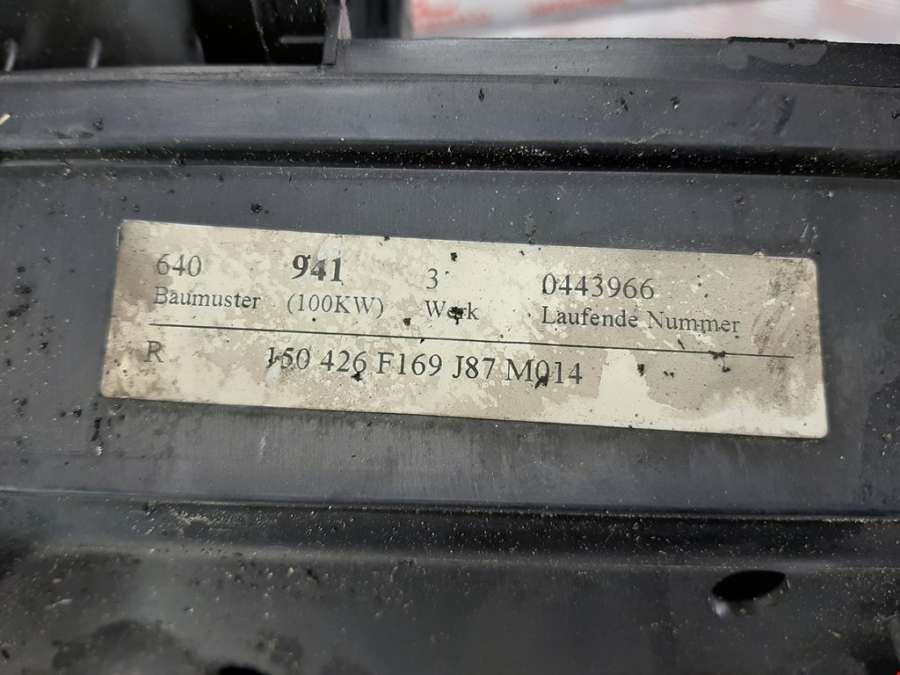 640 941 3 0443966
Baumuster (100KW) Werk Laufende Nummer
R 150 426 F169 J87 M014